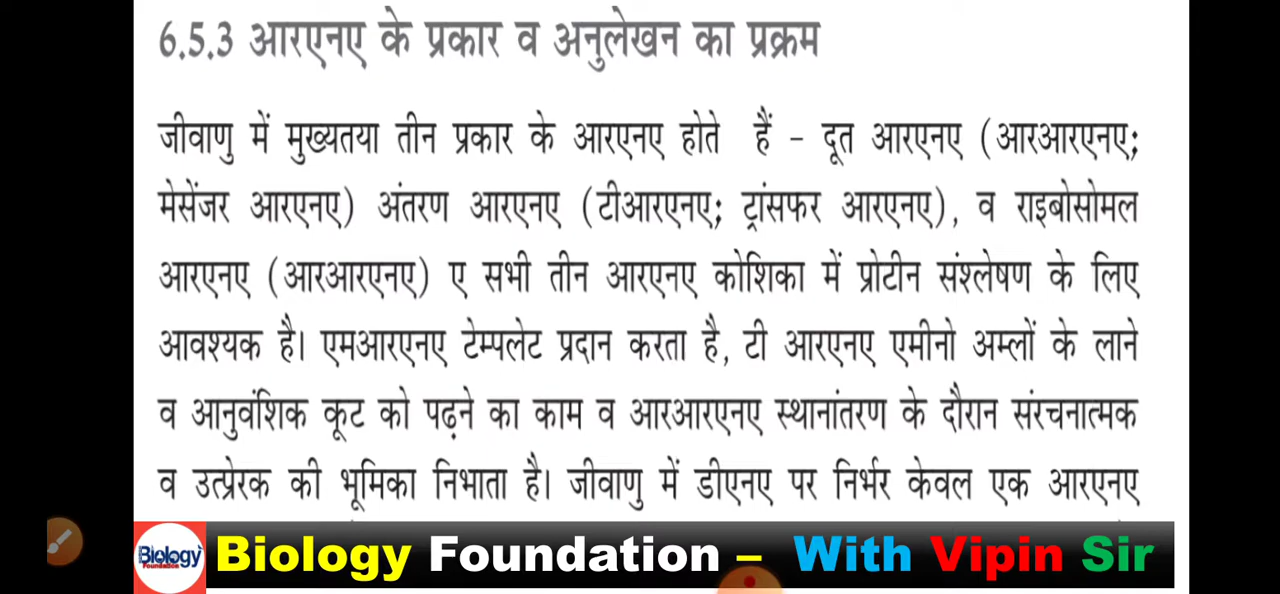 6.5.3 आरएनए के प्रकार व अनुलेखन का प्रक्रम
जीवाणु में मुख्यतया तीन प्रकार के आरएनए होते हैं - दूत आरएनए (आरआरएनए;
मेसेंजर आरएनए) अंतरण आरएनए (टीआरएनए; ट्रांसफर आरएनए), व राइबोसोमल
आरएनए (आरआरएनए) ए सभी तीन आरएनए कोशिका में प्रोटीन संश्लेषण के लिए
आवश्यक है। एमआरएनए टेम्पलेट प्रदान करता है, टी आरएनए एमीनो अम्लों के लाने
व आनुवंशिक कूट को पढ़ने का काम व आरआरएनए स्थानांतरण के दौरान संरचनात्मक
व उत्प्रेरक की भूमिका निभाता है। जीवाणु में डीएनए पर निर्भर केवल एक आरएनए
Biology
Foundation
Biology Foundation – With Vipin Sir